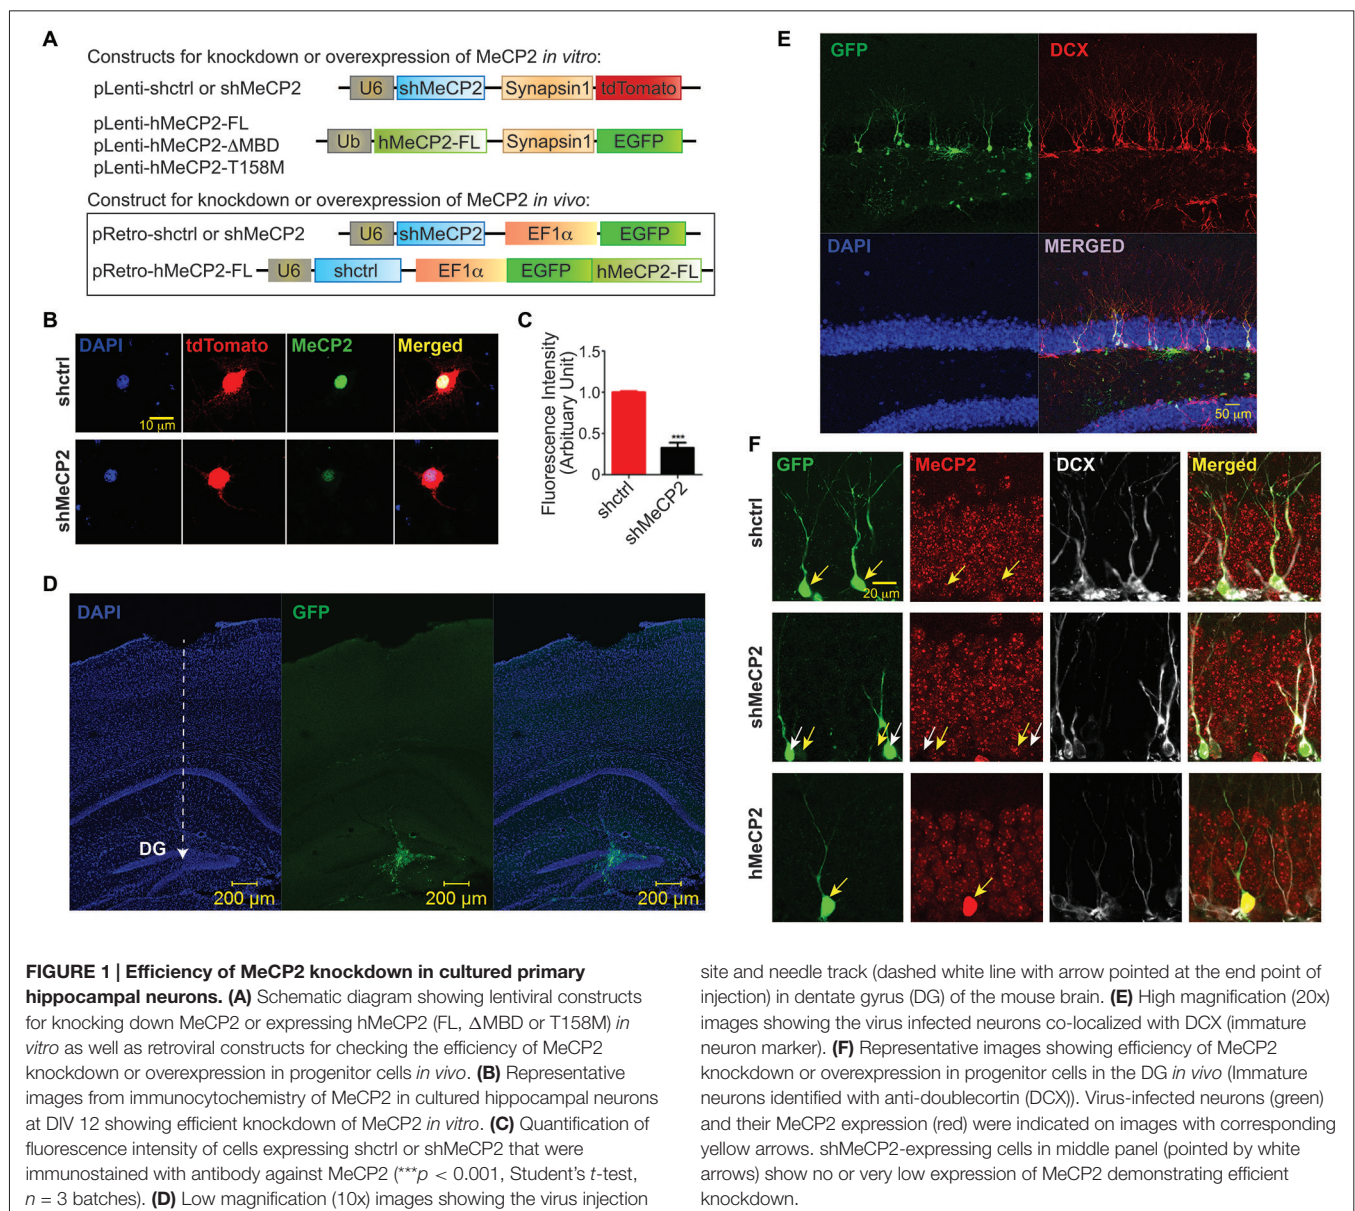 A
Constructs for knockdown or overexpression of MeCP2 in vitro:
pLenti-shctrl or shMeCP2
U6 shMeCP2 Synapsin1 tdTomato
pLenti-hMeCP2-FL
pLenti-hMeCP2-ΔMBD
pLenti-hMeCP2-T158M
Ub hMeCP2-FL Synapsin1 EGFP
Construct for knockdown or overexpression of MeCP2 in vivo:
pRetro-shctrl or shMeCP2
U6 shMeCP2 EF1α EGFP
pRetro-hMeCP2-FL
U6 shctrl EF1α EGFP hMeCP2-FL
B
DAPI tdTomato MeCP2 Merged
shctrl
10 µm
shMeCP2
C
Fluorescence Intensity
(Arbituary Unit)
1.5
1.0
0.5
0
***
shctrl
shMeCP2
D
DAPI GFP
DG
200 µm 200 µm 200 µm
E
GFP DCX
DAPI MERGED
50 µm
F
GFP MeCP2 DCX Merged
shctrl
20 µm
shMeCP2
hMeCP2
FIGURE 1 | Efficiency of MeCP2 knockdown in cultured primary
hippocampal neurons. (A) Schematic diagram showing lentiviral constructs
for knocking down MeCP2 or expressing hMeCP2 (FL, ΔMBD or T158M) in
vitro as well as retroviral constructs for checking the efficiency of MeCP2
knockdown or overexpression in progenitor cells in vivo. (B) Representative
images from immunocytochemistry of MeCP2 in cultured hippocampal neurons
at DIV 12 showing efficient knockdown of MeCP2 in vitro. (C) Quantification of
fluorescence intensity of cells expressing shctrl or shMeCP2 that were
immunostained with antibody against MeCP2 (***p < 0.001, Student's t-test,
n = 3 batches). (D) Low magnification (10x) images showing the virus injection
site and needle track (dashed white line with arrow pointed at the end point of
injection) in dentate gyrus (DG) of the mouse brain. (E) High magnification (20x)
images showing the virus infected neurons co-localized with DCX (immature
neuron marker). (F) Representative images showing efficiency of MeCP2
knockdown or overexpression in progenitor cells in the DG in vivo (Immature
neurons identified with anti-doublecortin (DCX)). Virus-infected neurons (green)
and their MeCP2 expression (red) were indicated on images with corresponding
yellow arrows. shMeCP2-expressing cells in middle panel (pointed by white
arrows) show no or very low expression of MeCP2 demonstrating efficient
knockdown.